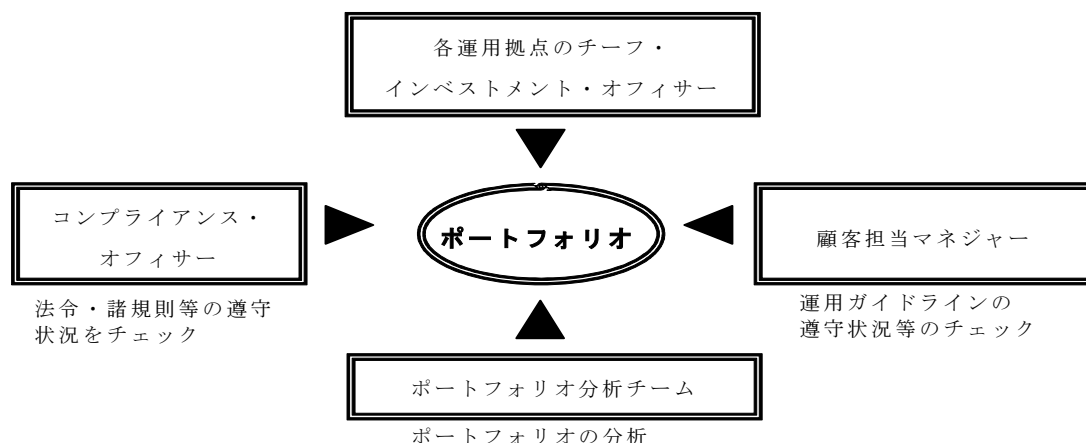 各運用拠点のチーフ・
インベストメント・オフィサー
コンプライアンス・
オフィサー
ポートフォリオ
顧客担当マネジャー
法令・諸規則等の遵守
状況をチェック
運用ガイドラインの
遵守状況等のチェック
ポートフォリオ分析チーム
ポートフォリオの分析